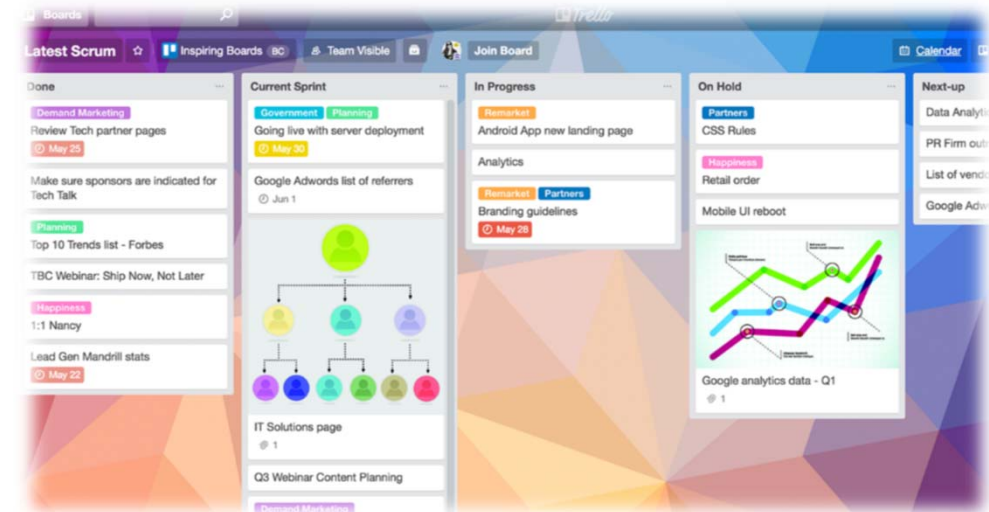 Boards
Trello
Latest Scrum
Inspiring Boards BC
Team Visible
Join Board
Calendar
Done
Demand Marketing
Review Tech partner pages
May 25
Make sure sponsors are indicated for
Tech Talk
Planning
Top 10 Trends list - Forbes
TBC Webinar: Ship Now, Not Later
Happiness
1:1 Nancy
Lead Gen Mandrill stats
May 22
Current Sprint
Government Planning
Going live with server deployment
May 30
Google Adwords list of referrers
Jun 1
IT Solutions page
1
Q3 Webinar Content Planning
Demand Marketing
In Progress
Remarket
Android App new landing page
Analytics
Remarket Partners
Branding guidelines
May 28
On Hold
Partners
CSS Rules
Happiness
Retail order
Mobile UI reboot
Google analytics data - Q1
1
Next-up
Data Analyti
PR Firm out
List of vend
Google Adw